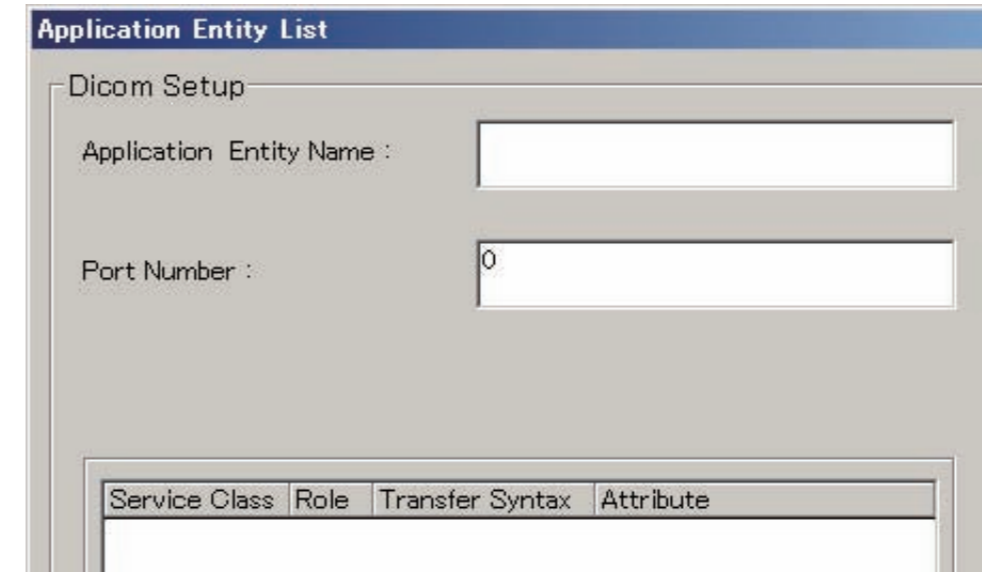 Application Entity List
Dicom Setup
Application Entity Name :
Port Number :
0
Service Class Role Transfer Syntax Attribute